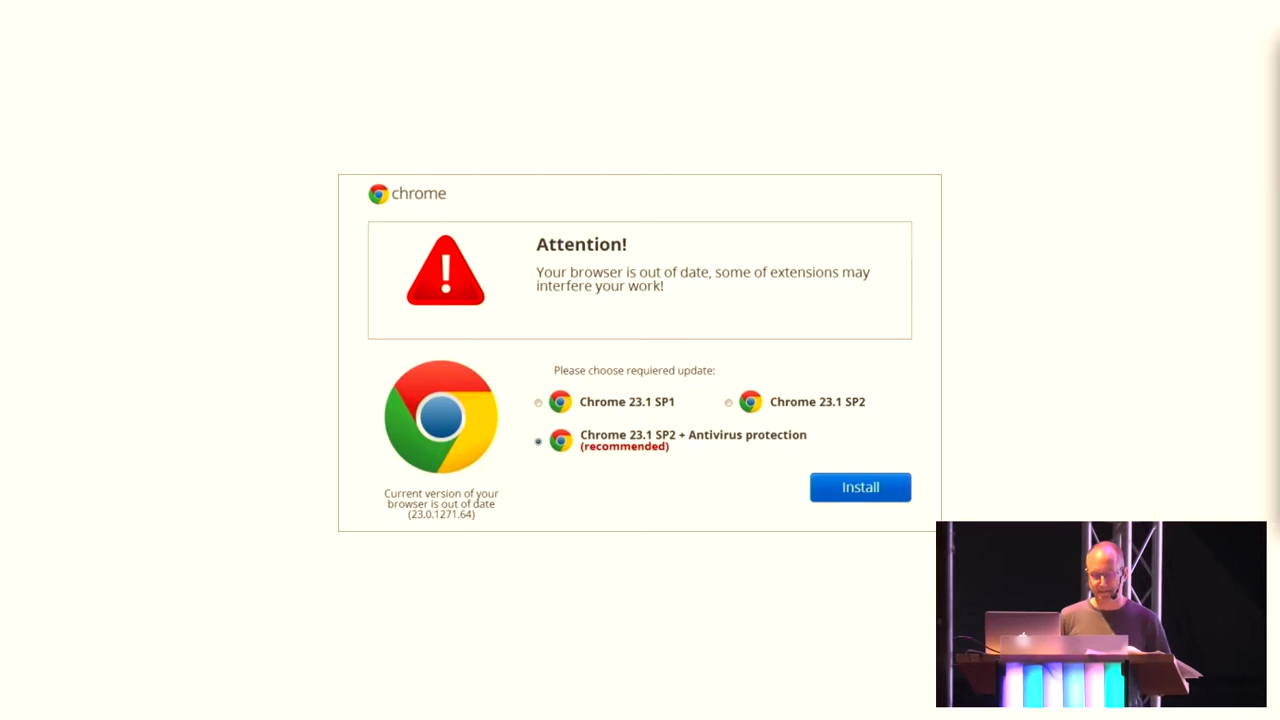 chrome
Attention!
Your browser is out of date, some of extensions may
interfere your work!
Please choose requiered update:
Chrome 23.1 SP1
Chrome 23.1 SP2
Chrome 23.1 SP2 + Antivirus protection
(recommended)
Install
Current version of your
browser is out of date
(23.0.1271.64)